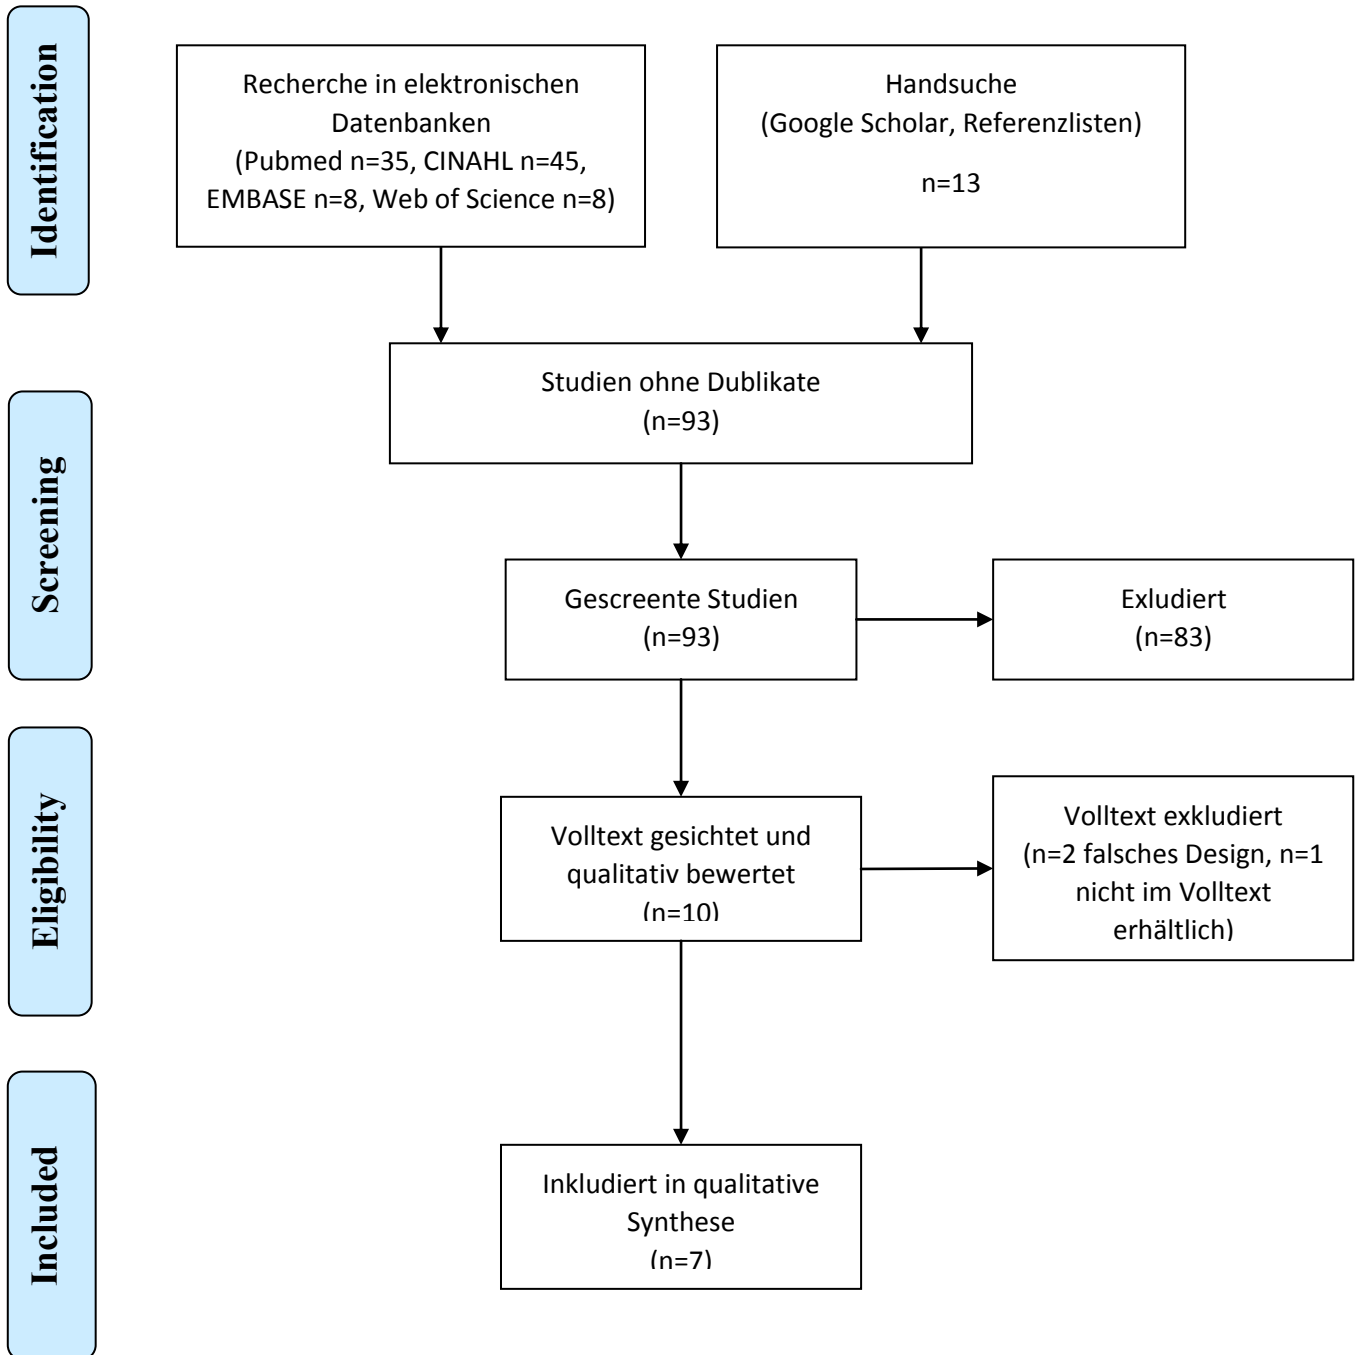 Identification
Recherche in elektronischen
Datenbanken
(Pubmed n=35, CINAHL n=45,
EMBASE n=8, Web of Science n=8)
Handsuche
(Google Scholar, Referenzlisten)
n=13
Studien ohne Dublikate
(n=93)
Screening
Gescreente Studien
(n=93)
Exludiert
(n=83)
Eligibility
Volltext gesichtet und
qualitativ bewertet
(n=10)
Volltext exkludiert
(n=2 falsches Design, n=1
nicht im Volltext
erhältlich)
Included
Inkludiert in qualitative
Synthese
(n=7)